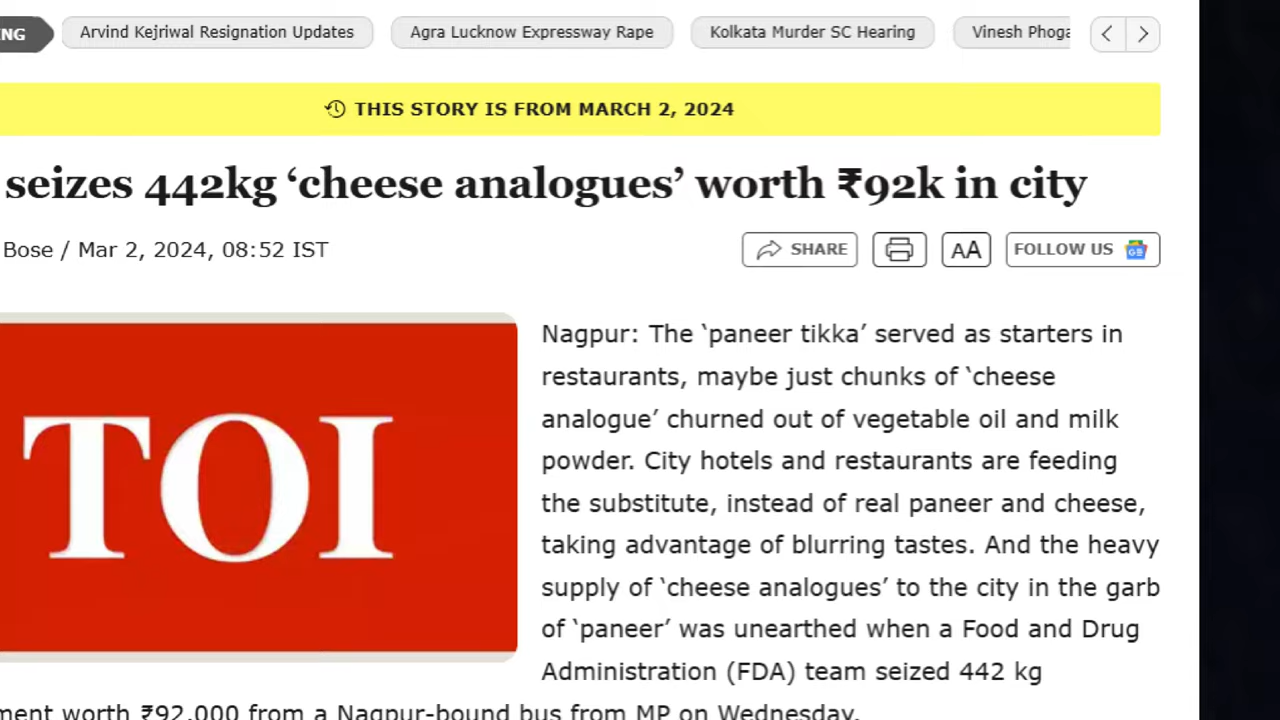 NG
Arvind Kejriwal Resignation Updates
Agra Lucknow Expressway Rape
Kolkata Murder SC Hearing
Vinesh Phoga
THIS STORY IS FROM MARCH 2, 2024
seizes 442kg ‘cheese analogues’ worth ₹92k in city
Bose / Mar 2, 2024, 08:52 IST
SHARE
AA
FOLLOW US
TOI
Nagpur: The ‘paneer tikka’ served as starters in
restaurants, maybe just chunks of ‘cheese
analogue’ churned out of vegetable oil and milk
powder. City hotels and restaurants are feeding
the substitute, instead of real paneer and cheese,
taking advantage of blurring tastes. And the heavy
supply of ‘cheese analogues’ to the city in the garb
of ‘paneer’ was unearthed when a Food and Drug
Administration (FDA) team seized 442 kg
ment worth ₹92,000 from a Nagpur-bound bus from MP on Wednesday.